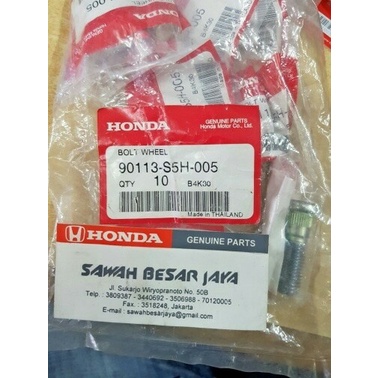 HONDA
GENUINE PARTS
Honda Motor Co., Ltd.
BOLT WHEEL
90113-S5H-005
QTY 10 B4K00
Made in THAILAND
HONDA GENUINE PARTS
SAWAH BESAR JAYA
Jl. Sukarjo Wiryopranoto No. 50B
Telp. : 3809387 - 3440692 - 3506988 - 70120005
Fax. : 3518248, Jakarta
E-mail : sawahbesarjaya@gmail.com